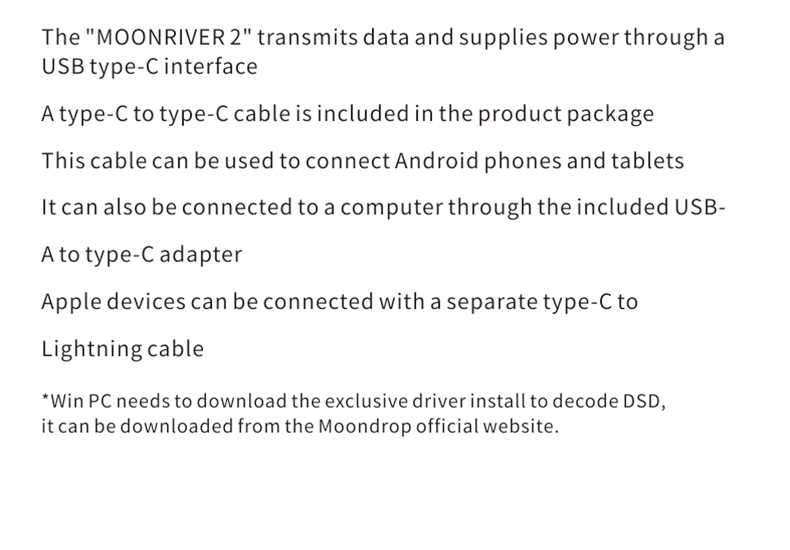 The "MOONRIVER 2" transmits data and supplies power through a
USB type-C interface
A type-C to type-C cable is included in the product package
This cable can be used to connect Android phones and tablets
It can also be connected to a computer through the included USB-
A to type-C adapter
Apple devices can be connected with a separate type-C to
Lightning cable
*Win PC needs to download the exclusive driver install to decode DSD,
it can be downloaded from the Moondrop official website.